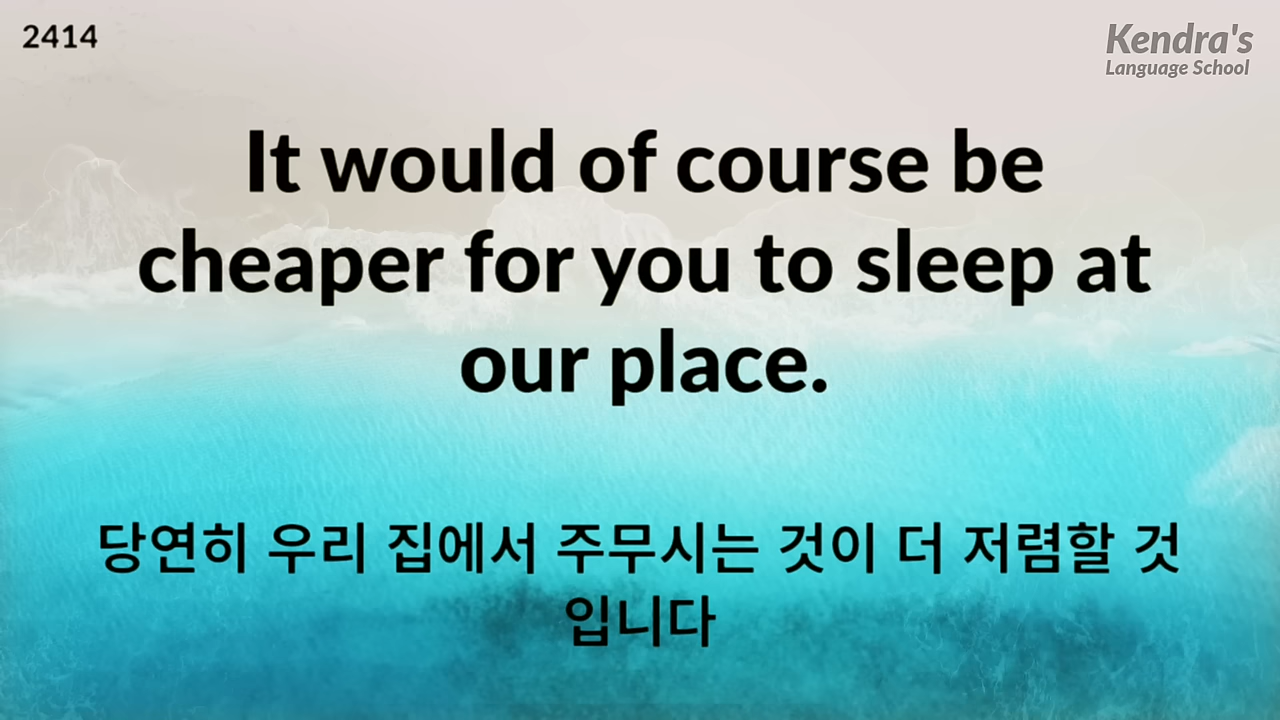 2414
Kendra's
Language School
It would of course be
cheaper for you to sleep at
our place.
당연히 우리 집에서 주무시는 것이 더 저렴할 것
입니다